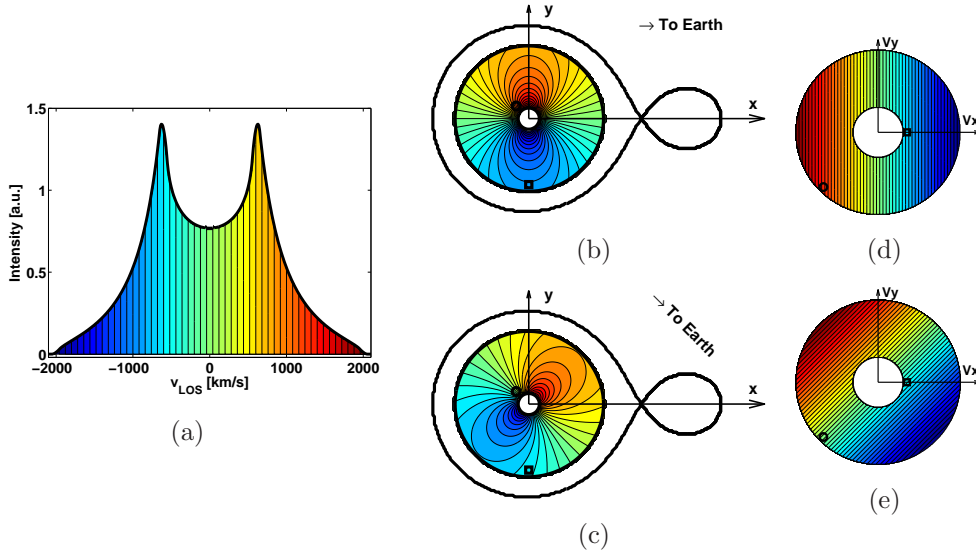 1.5
1
0.5
0
Intensity [a.u.]
−2000 −1000 0 1000 2000
v_LOS [km/s]
(a)
y
→ To Earth
x
(b)
y
→ To Earth
x
(c)
Vy
Vx
(d)
Vy
Vx
(e)